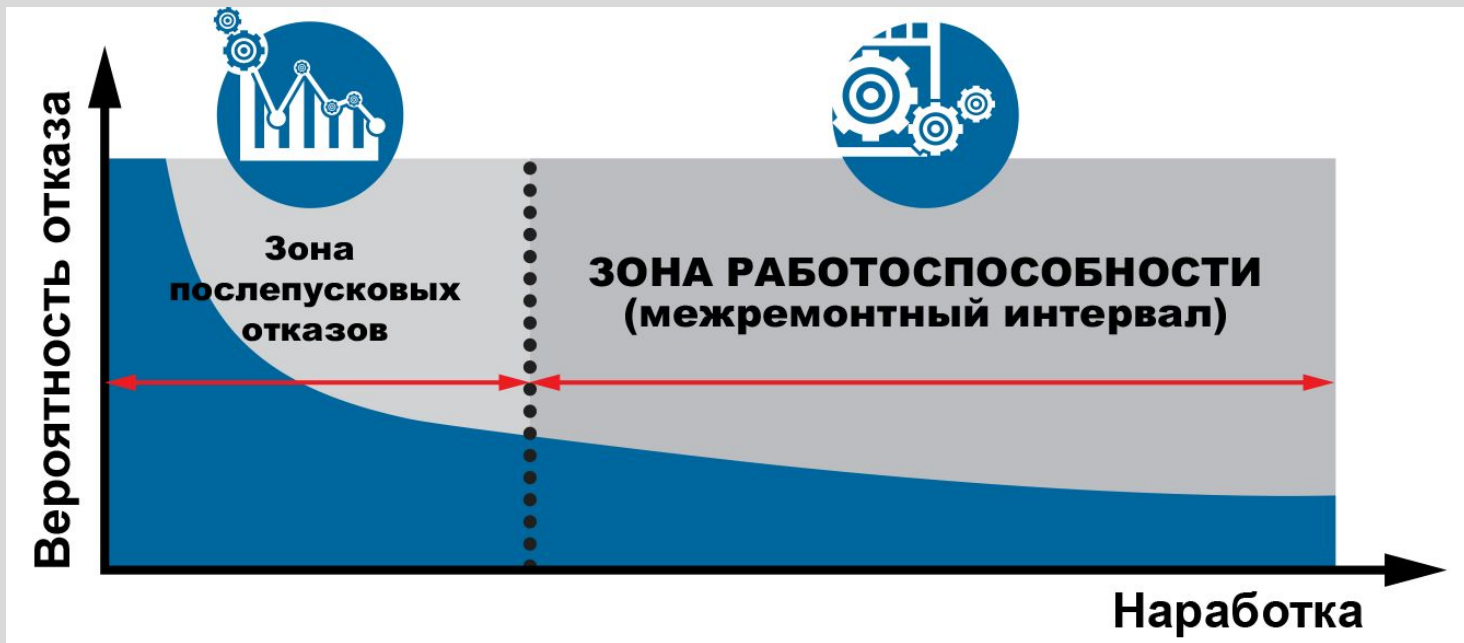 Вероятность отказа
Зона
послепусковых
отказов
ЗОНА РАБОТОСПОСОБНОСТИ
(межремонтный интервал)
Наработка